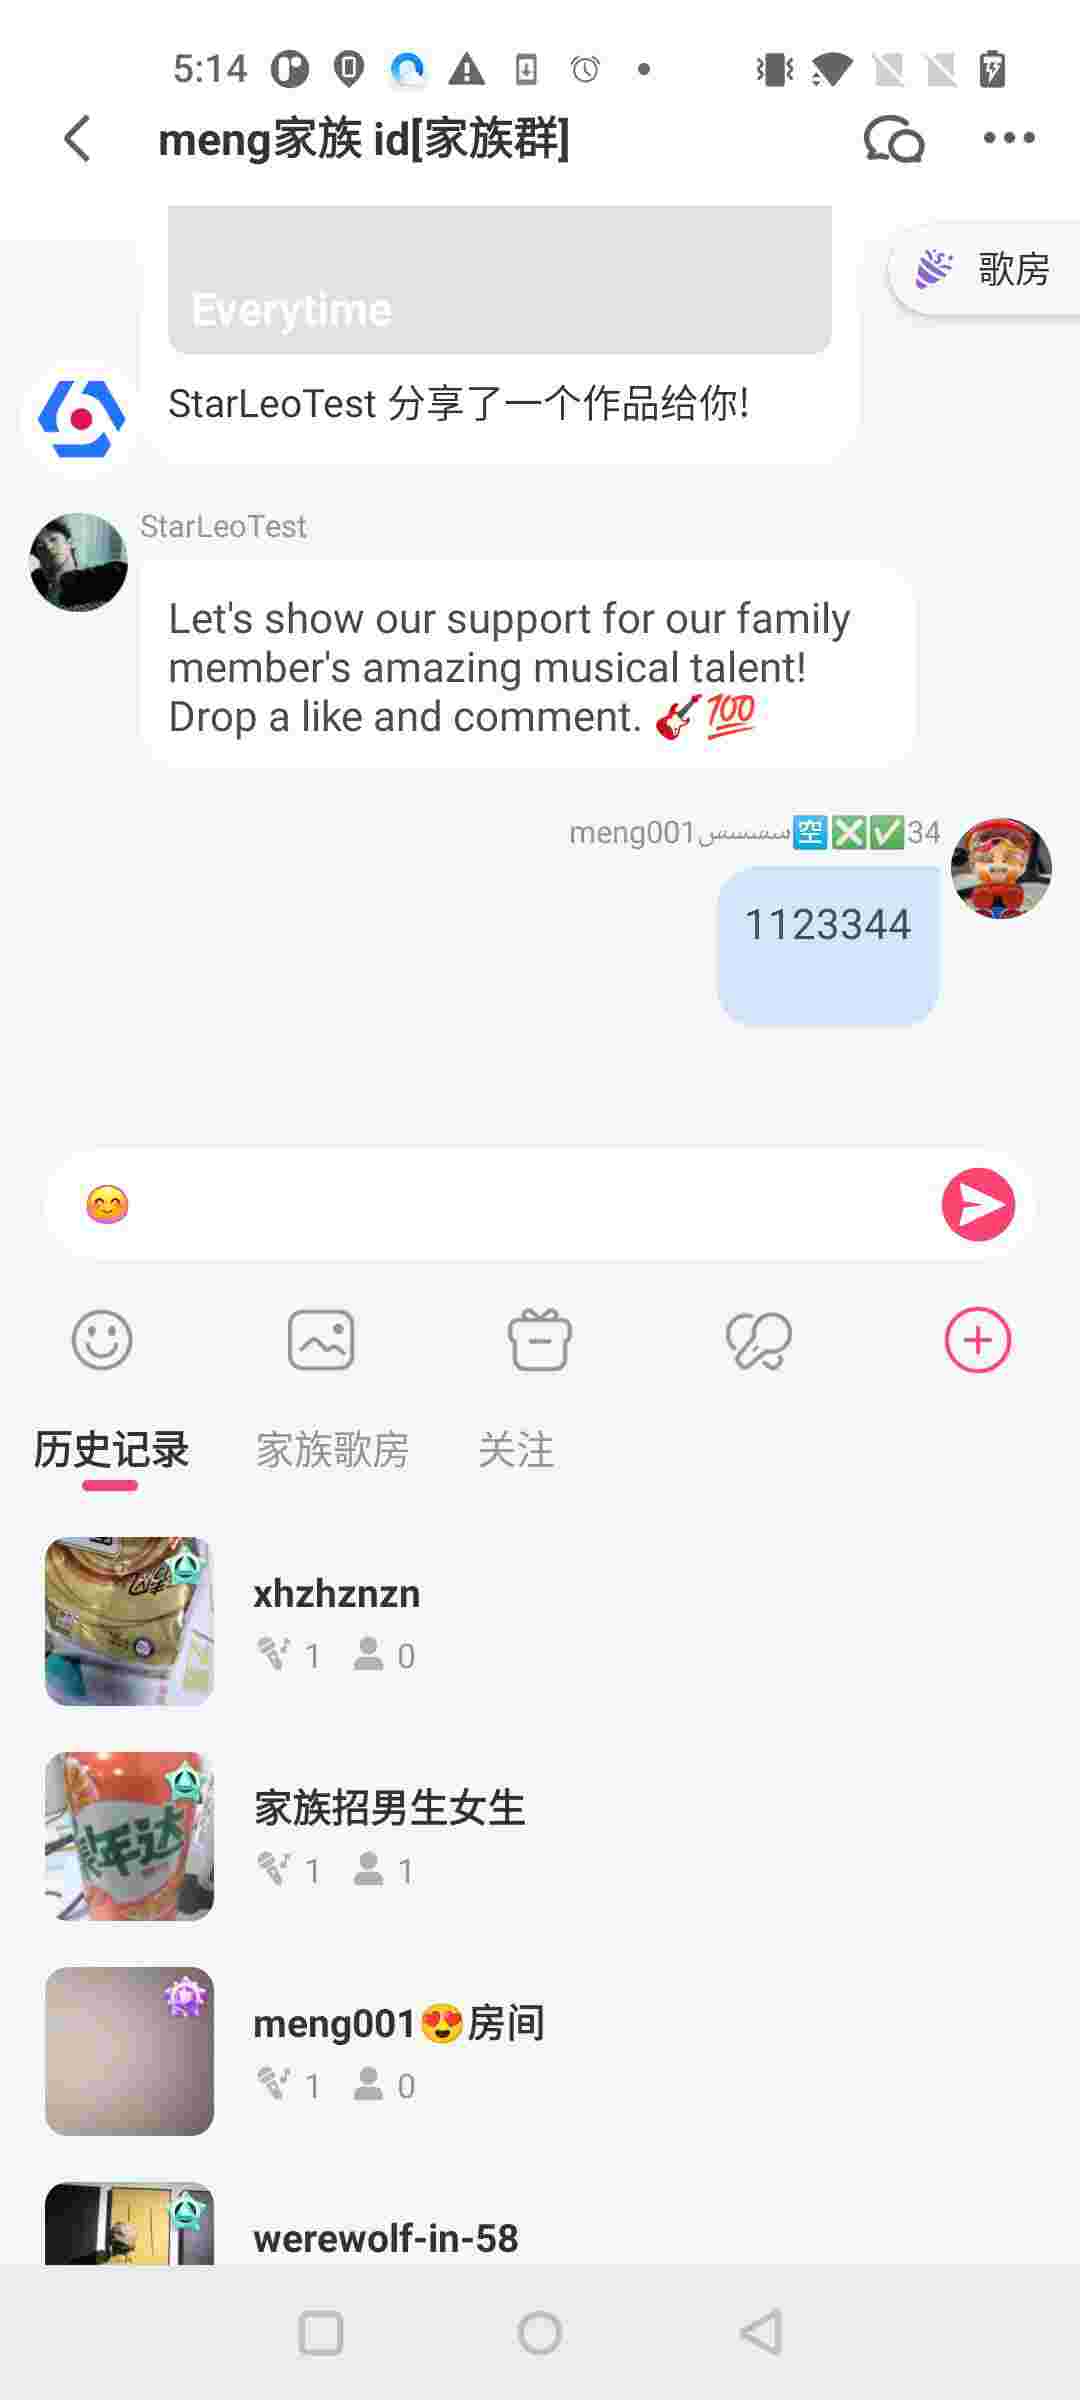 5:14
meng家族 id[家族群]
歌房
Everytime
StarLeoTest 分享了一个作品给你!
StarLeoTest
Let's show our support for our family
member's amazing musical talent!
Drop a like and comment. 🎸💯
meng001سسسس🈳❎✅34
1123344
😊
历史记录 家族歌房 关注
xhzhznzn
1 0
家族招男生女生
1 1
meng001😍房间
1 0
werewolf-in-58